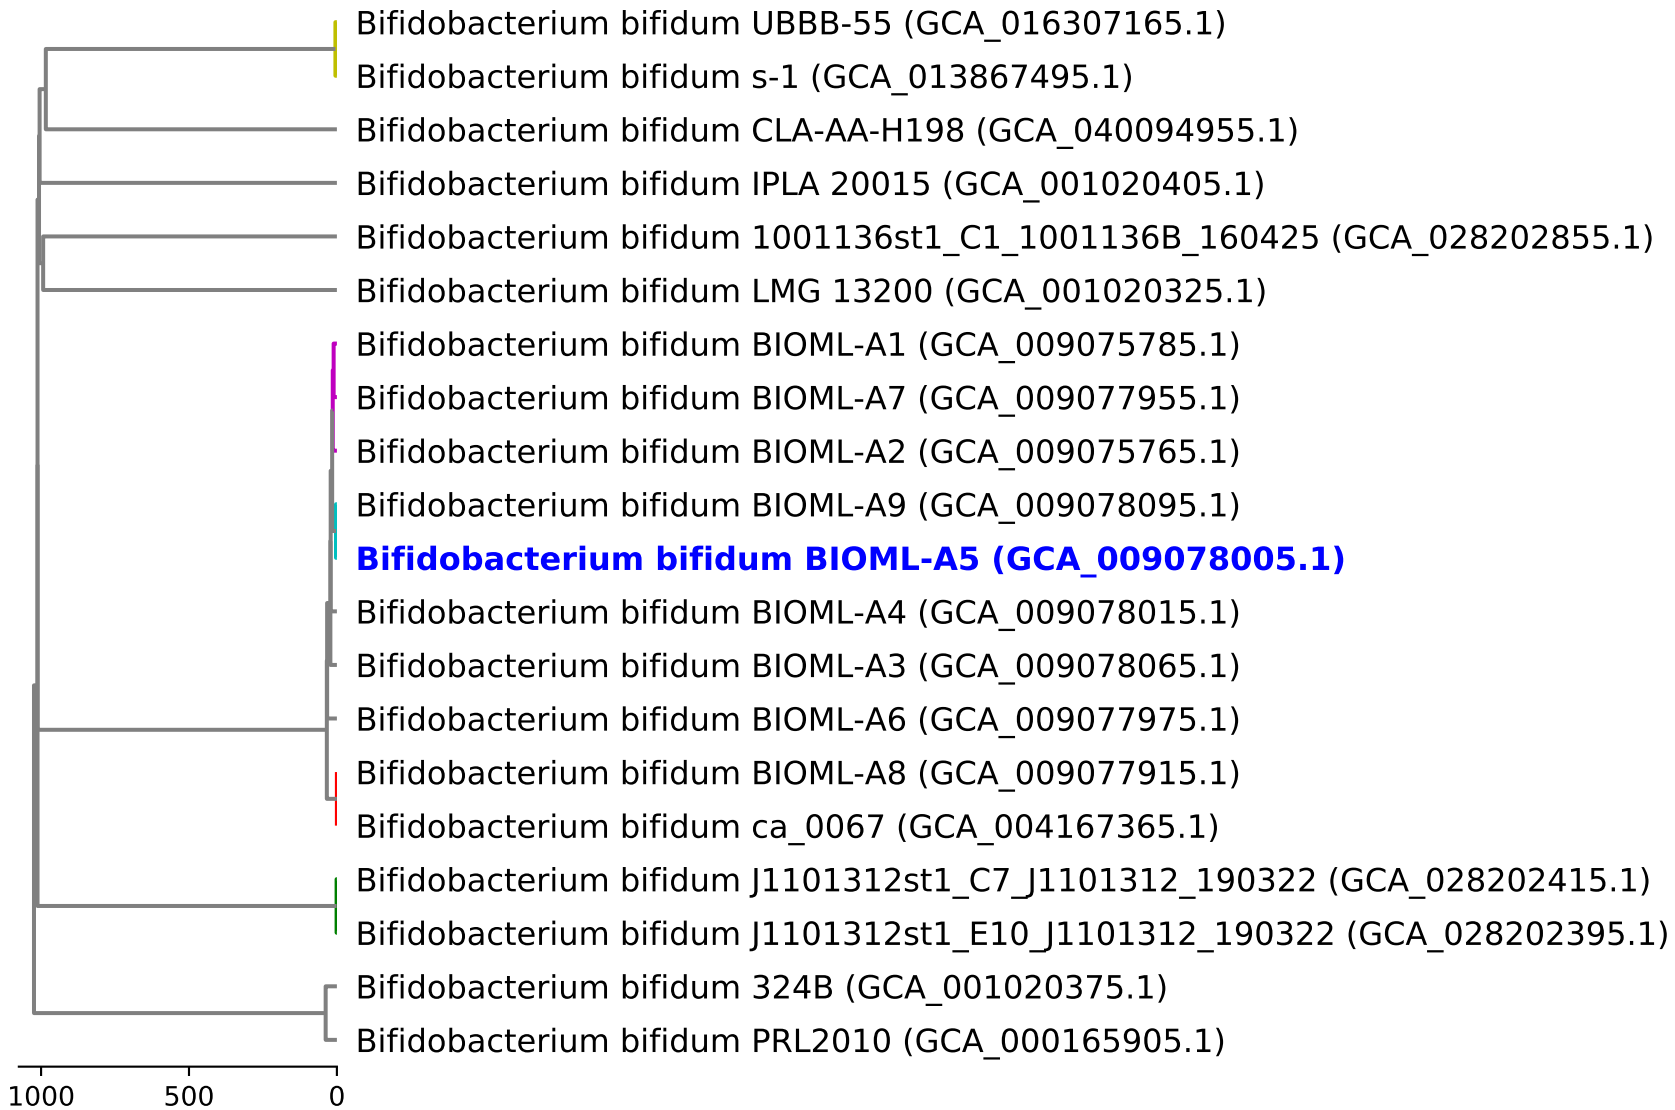 Bifidobacterium bifidum UBBB-55 (GCA_016307165.1)
Bifidobacterium bifidum s-1 (GCA_013867495.1)
Bifidobacterium bifidum CLA-AA-H198 (GCA_040094955.1)
Bifidobacterium bifidum IPLA 20015 (GCA_001020405.1)
Bifidobacterium bifidum 1001136st1_C1_1001136B_160425 (GCA_028202855.1)
Bifidobacterium bifidum LMG 13200 (GCA_001020325.1)
Bifidobacterium bifidum BIOML-A1 (GCA_009075785.1)
Bifidobacterium bifidum BIOML-A7 (GCA_009077955.1)
Bifidobacterium bifidum BIOML-A2 (GCA_009075765.1)
Bifidobacterium bifidum BIOML-A9 (GCA_009078095.1)
Bifidobacterium bifidum BIOML-A5 (GCA_009078005.1)
Bifidobacterium bifidum BIOML-A4 (GCA_009078015.1)
Bifidobacterium bifidum BIOML-A3 (GCA_009078065.1)
Bifidobacterium bifidum BIOML-A6 (GCA_009077975.1)
Bifidobacterium bifidum BIOML-A8 (GCA_009077915.1)
Bifidobacterium bifidum ca_0067 (GCA_004167365.1)
Bifidobacterium bifidum J1101312st1_C7_J1101312_190322 (GCA_028202415.1)
Bifidobacterium bifidum J1101312st1_E10_J1101312_190322 (GCA_028202395.1)
Bifidobacterium bifidum 324B (GCA_001020375.1)
Bifidobacterium bifidum PRL2010 (GCA_000165905.1)
1000 500 0